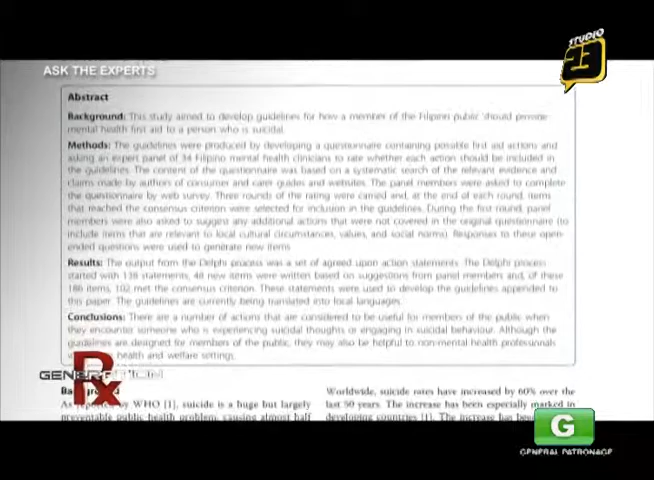 STUDIO
23
ASK THE EXPERTS
Abstract
Background: This study aimed to develop guidelines for how a member of the Filipino public should provide
mental health first aid to a person who is suicidal.
Methods: The guidelines were produced by developing a questionnaire containing possible first aid actions and
asking an expert panel of 34 Filipino mental health clinicians to rate whether each action should be included in
the guidelines. The content of the questionnaire was based on a systematic search of the relevant evidence and
claims made by authors of consumer and carer guides and websites. The panel members were asked to complete
the questionnaire by web survey. Three rounds of the rating were carried and, at the end of each round, items
that reached the consensus criterion were selected for inclusion in the guidelines. During the first round, panel
members were also asked to suggest any additional actions that were not covered in the original questionnaire (to
include items that are relevant to local cultural circumstances, values, and social norms). Responses to these open-
ended questions were used to generate new items.
Results: The output from the Delphi process was a set of agreed upon action statements. The Delphi process
started with 138 statements, 48 new items were written based on suggestions from panel members and, of these
186 items, 102 met the consensus criterion. These statements were used to develop the guidelines appended to
this paper. The guidelines are currently being translated into local languages.
Conclusions: There are a number of actions that are considered to be useful for members of the public when
they encounter someone who is experiencing suicidal thoughts or engaging in suicidal behaviour. Although the
guidelines are designed for members of the public, they may also be helpful to non-mental health professionals
health and welfare settings.
Rx
As reported by WHO [1], suicide is a huge but largely
preventable public health problem, causing almost half
Worldwide, suicide rates have increased by 60% over the
last 50 years. The increase has been especially marked in
developing countries [1]. The increase has
G
GENERAL PATRONAGE